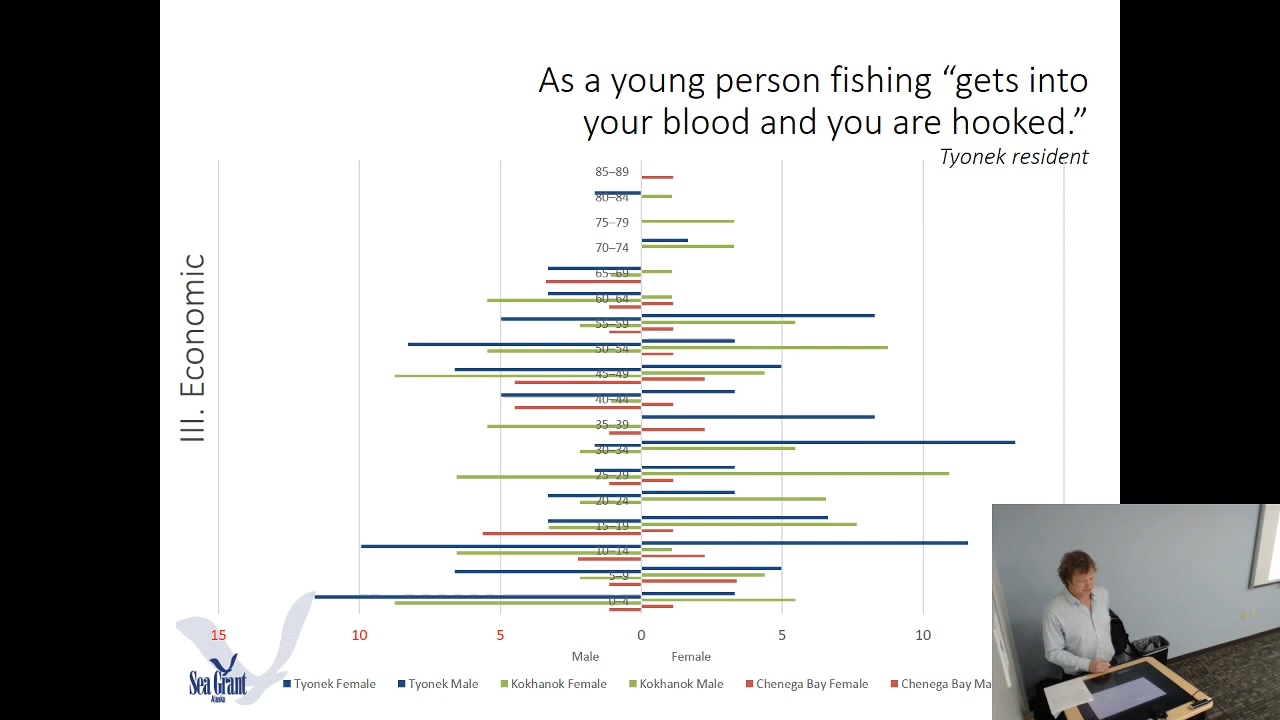 As a young person fishing “gets into
your blood and you are hooked.”
Tyonek resident
III. Economic
85–89
80–84
75–79
70–74
65–69
60–64
55–59
50–54
45–49
40–44
35–39
30–34
25–29
20–24
15–19
10–14
5–9
0–4
15 10 5 0 5 10
Male Female
Tyonek Female Tyonek Male Kokhanok Female Kokhanok Male Chenega Bay Female Chenega Bay Ma
Sea Grant
Alaska